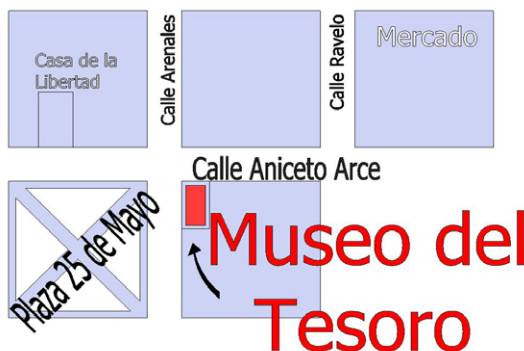 Casa de la
Libertad
Calle Arenales
Calle Ravelo
Mercado
Calle Aniceto Arce
Plaza 25 de Mayo
Museo del
Tesoro